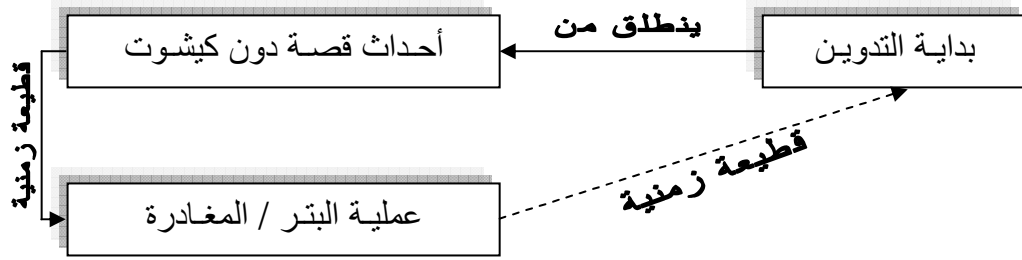 بداية التدوين
ينطلق من
أحداث قصة دون كيشوت
قطيعة زمنية
عملية البتر / المغادرة
قطيعة زمنية